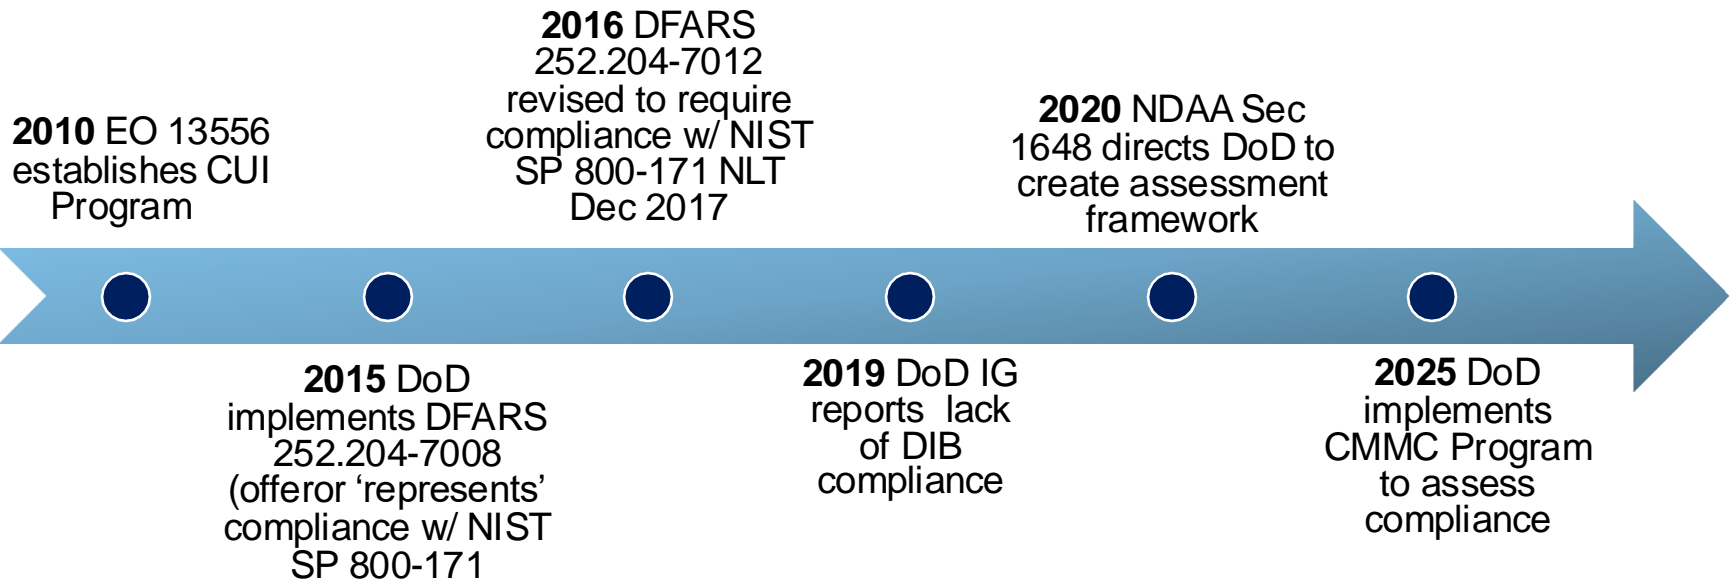 2010 EO 13556
establishes CUI
Program
2015 DoD
implements DFARS
252.204-7008
(offeror ‘represents’
compliance w/ NIST
SP 800-171
2016 DFARS
252.204-7012
revised to require
compliance w/ NIST
SP 800-171 NLT
Dec 2017
2019 DoD IG
reports  lack
of DIB
compliance
2020 NDAA Sec
1648 directs DoD to
create assessment
framework
2025 DoD
implements
CMMC Program
to assess
compliance